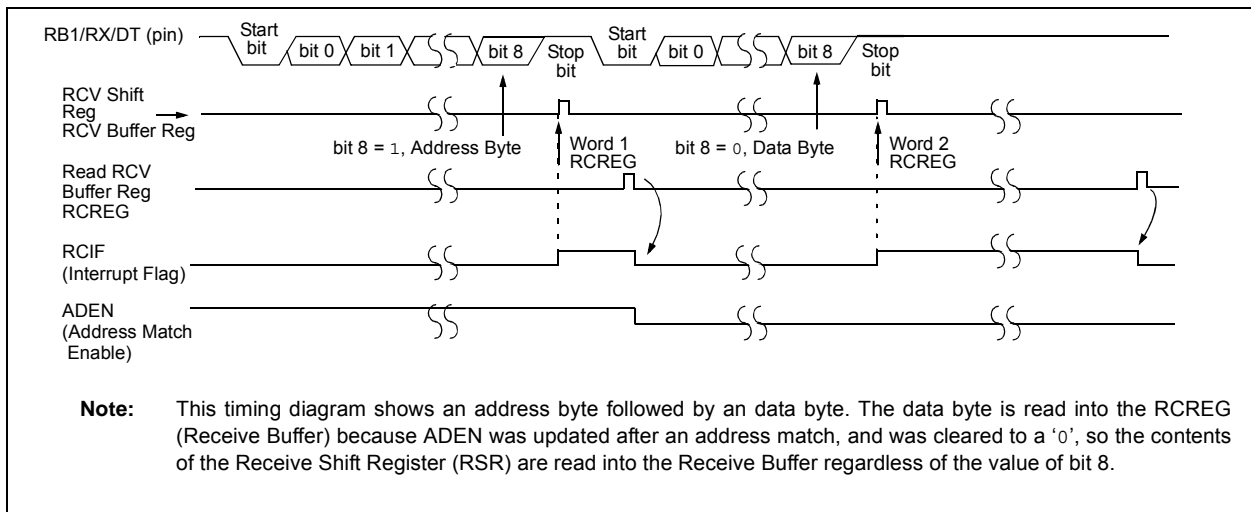 RB1/RX/DT (pin)
Start
bit
bit 0
bit 1
bit 8
Stop
bit
Start
bit
bit 0
bit 8
Stop
bit
RCV Shift
Reg
RCV Buffer Reg
bit 8 = 1, Address Byte
Word 1
RCREG
bit 8 = 0, Data Byte
Word 2
RCREG
Read RCV
Buffer Reg
RCREG
RCIF
(Interrupt Flag)
ADEN
(Address Match
Enable)
Note: This timing diagram shows an address byte followed by an data byte. The data byte is read into the RCREG
(Receive Buffer) because ADEN was updated after an address match, and was cleared to a ‘0’, so the contents
of the Receive Shift Register (RSR) are read into the Receive Buffer regardless of the value of bit 8.